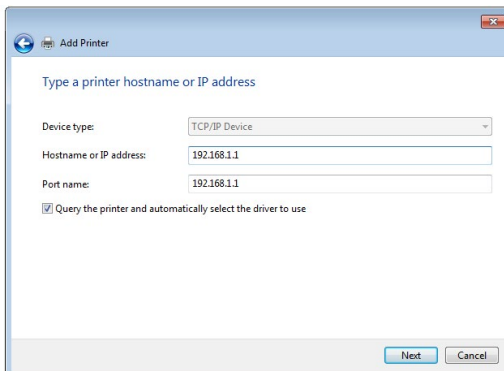 Add Printer
Type a printer hostname or IP address
Device type: TCP/IP Device
Hostname or IP address: 192.168.1.1
Port name: 192.168.1.1
Query the printer and automatically select the driver to use
Next Cancel